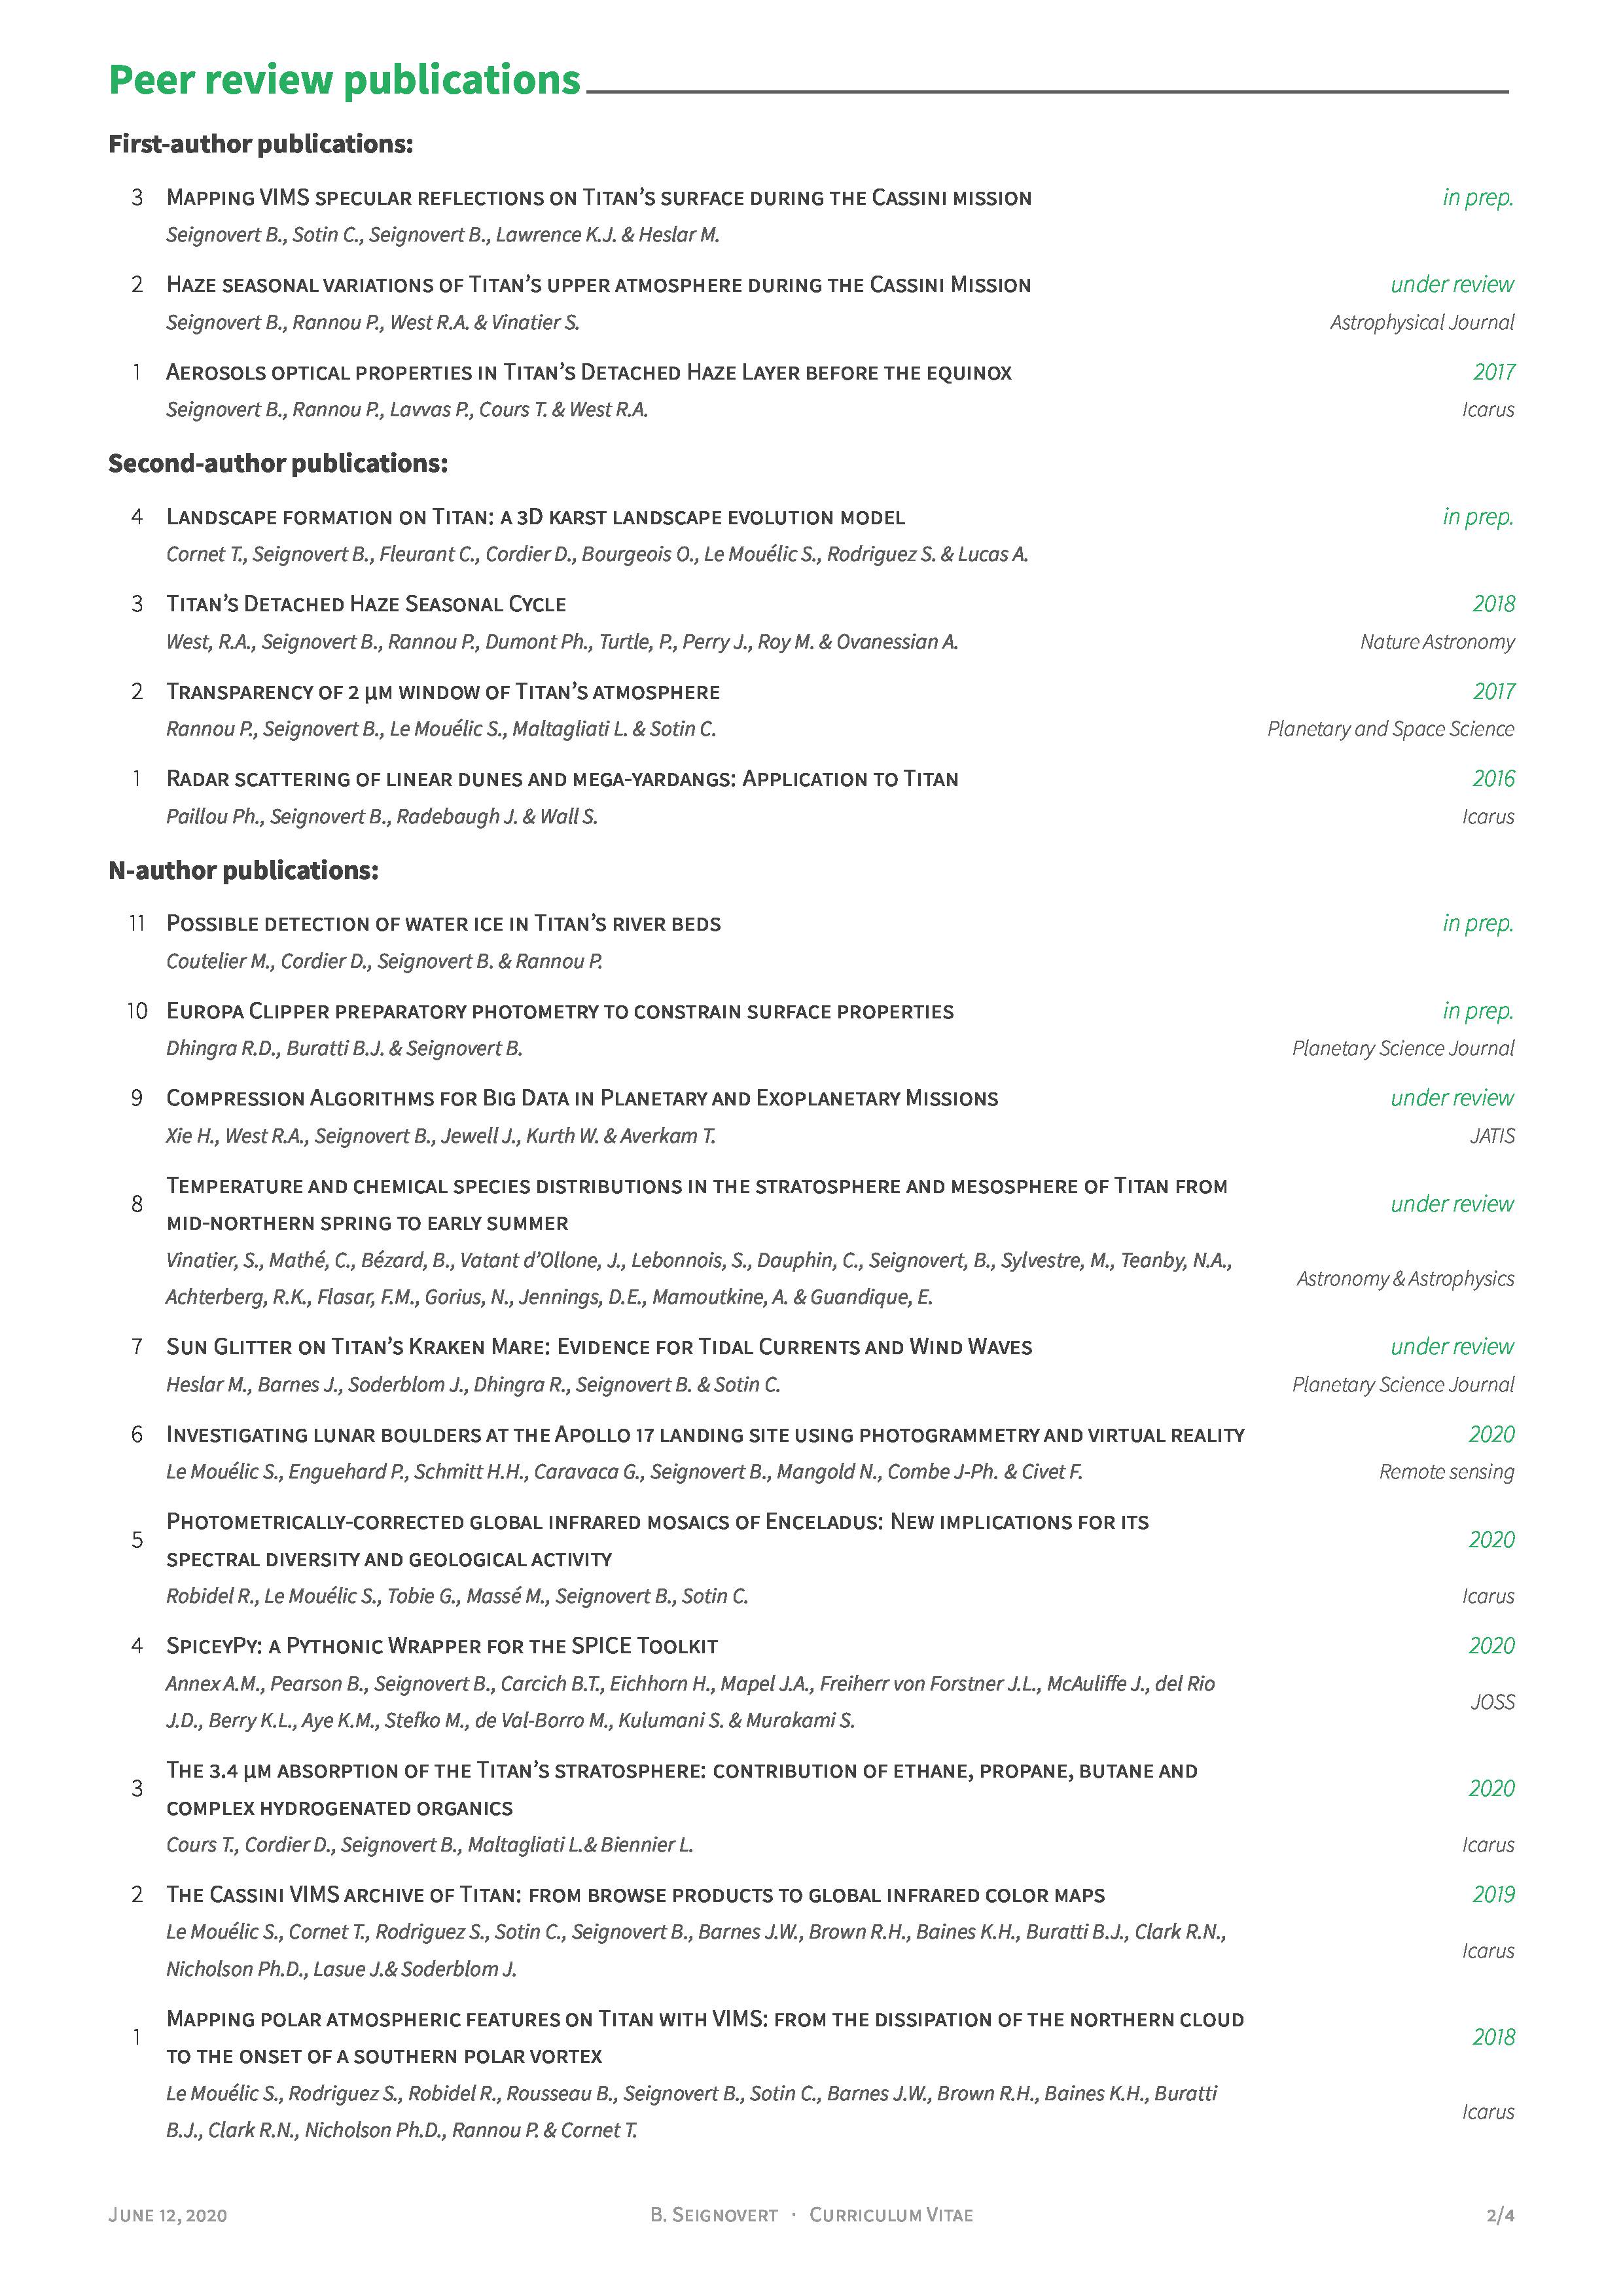 Peer review publications
First-author publications:
3 Mapping VIMS specular reflections on Titan's surface during the Cassini mission in prep.
Seignovert B., Sotin C., Seignovert B., Lawrence K.J. & Heslar M.
2 Haze seasonal variations of Titan's upper atmosphere during the Cassini Mission under review
Seignovert B., Rannou P., West R.A. & Vinatier S. Astrophysical Journal
1 Aerosols optical properties in Titan's Detached Haze Layer before the equinox 2017
Seignovert B., Rannou P., Lavvas P., Cours T. & West R.A. Icarus
Second-author publications:
4 Landscape formation on Titan: a 3D karst landscape evolution model in prep.
Cornet T., Seignovert B., Fleurant C., Cordier D., Bourgeois O., Le Mouélic S., Rodriguez S. & Lucas A.
3 Titan's Detached Haze Seasonal Cycle 2018
West, R.A., Seignovert B., Rannou P., Dumont Ph., Turtle, P., Perry J., Roy M. & Ovanessian A. Nature Astronomy
2 Transparency of 2 μm window of Titan's atmosphere 2017
Rannou P., Seignovert B., Le Mouélic S., Maltagliati L. & Sotin C. Planetary and Space Science
1 Radar scattering of linear dunes and mega-yardangs: Application to Titan 2016
Paillou Ph., Seignovert B., Radebaugh J. & Wall S. Icarus
N-author publications:
11 Possible detection of water ice in Titan's river beds in prep.
Coutelier M., Cordier D., Seignovert B. & Rannou P.
10 Europa Clipper preparatory photometry to constrain surface properties in prep.
Dhingra R.D., Buratti B.J. & Seignovert B. Planetary Science Journal
9 Compression Algorithms for Big Data in Planetary and Exoplanetary Missions under review
Xie H., West R.A., Seignovert B., Jewell J., Kurth W. & Averkam T. JATIS
8 Temperature and chemical species distributions in the stratosphere and mesosphere of Titan from
mid-northern spring to early summer under review
Vinatier, S., Mathé, C., Bézard, B., Vatant d'Ollone, J., Lebonnois, S., Dauphin, C., Seignovert, B., Sylvestre, M., Teanby, N.A.,
Achterberg, R.K., Flasar, F.M., Gorius, N., Jennings, D.E., Mamoutkine, A. & Guandique, E. Astronomy & Astrophysics
7 Sun Glitter on Titan's Kraken Mare: Evidence for Tidal Currents and Wind Waves under review
Heslar M., Barnes J., Soderblom J., Dhingra R., Seignovert B. & Sotin C. Planetary Science Journal
6 Investigating lunar boulders at the Apollo 17 landing site using photogrammetry and virtual reality 2020
Le Mouélic S., Enguehard P., Schmitt H.H., Caravaca G., Seignovert B., Mangold N., Combe J-Ph. & Civet F. Remote sensing
5 Photometrically-corrected global infrared mosaics of Enceladus: New implications for its
spectral diversity and geological activity 2020
Robidel R., Le Mouélic S., Tobie G., Massé M., Seignovert B., Sotin C. Icarus
4 SpiceyPy: a Pythonic Wrapper for the SPICE Toolkit 2020
Annex A.M., Pearson B., Seignovert B., Carcich B.T., Eichhorn H., Mapel J.A., Freiherr von Forstner J.L., McAuliffe J., del Rio
J.D., Berry K.L., Aye K.M., Stefko M., de Val-Borro M., Kulumani S. & Murakami S. JOSS
3 The 3.4 μm absorption of the Titan's stratosphere: contribution of ethane, propane, butane and
complex hydrogenated organics 2020
Cours T., Cordier D., Seignovert B., Maltagliati L.& Biennier L. Icarus
2 The Cassini VIMS archive of Titan: from browse products to global infrared color maps 2019
Le Mouélic S., Cornet T., Rodriguez S., Sotin C., Seignovert B., Barnes J.W., Brown R.H., Baines K.H., Buratti B.J., Clark R.N.,
Nicholson Ph.D., Lasue J.& Soderblom J. Icarus
1 Mapping polar atmospheric features on Titan with VIMS: from the dissipation of the northern cloud
to the onset of a southern polar vortex 2018
Le Mouélic S., Rodriguez S., Robidel R., Rousseau B., Seignovert B., Sotin C., Barnes J.W., Brown R.H., Baines K.H., Buratti
B.J., Clark R.N., Nicholson Ph.D., Rannou P. & Cornet T. Icarus
June 12, 2020 B. Seignovert · Curriculum Vitae 2/4